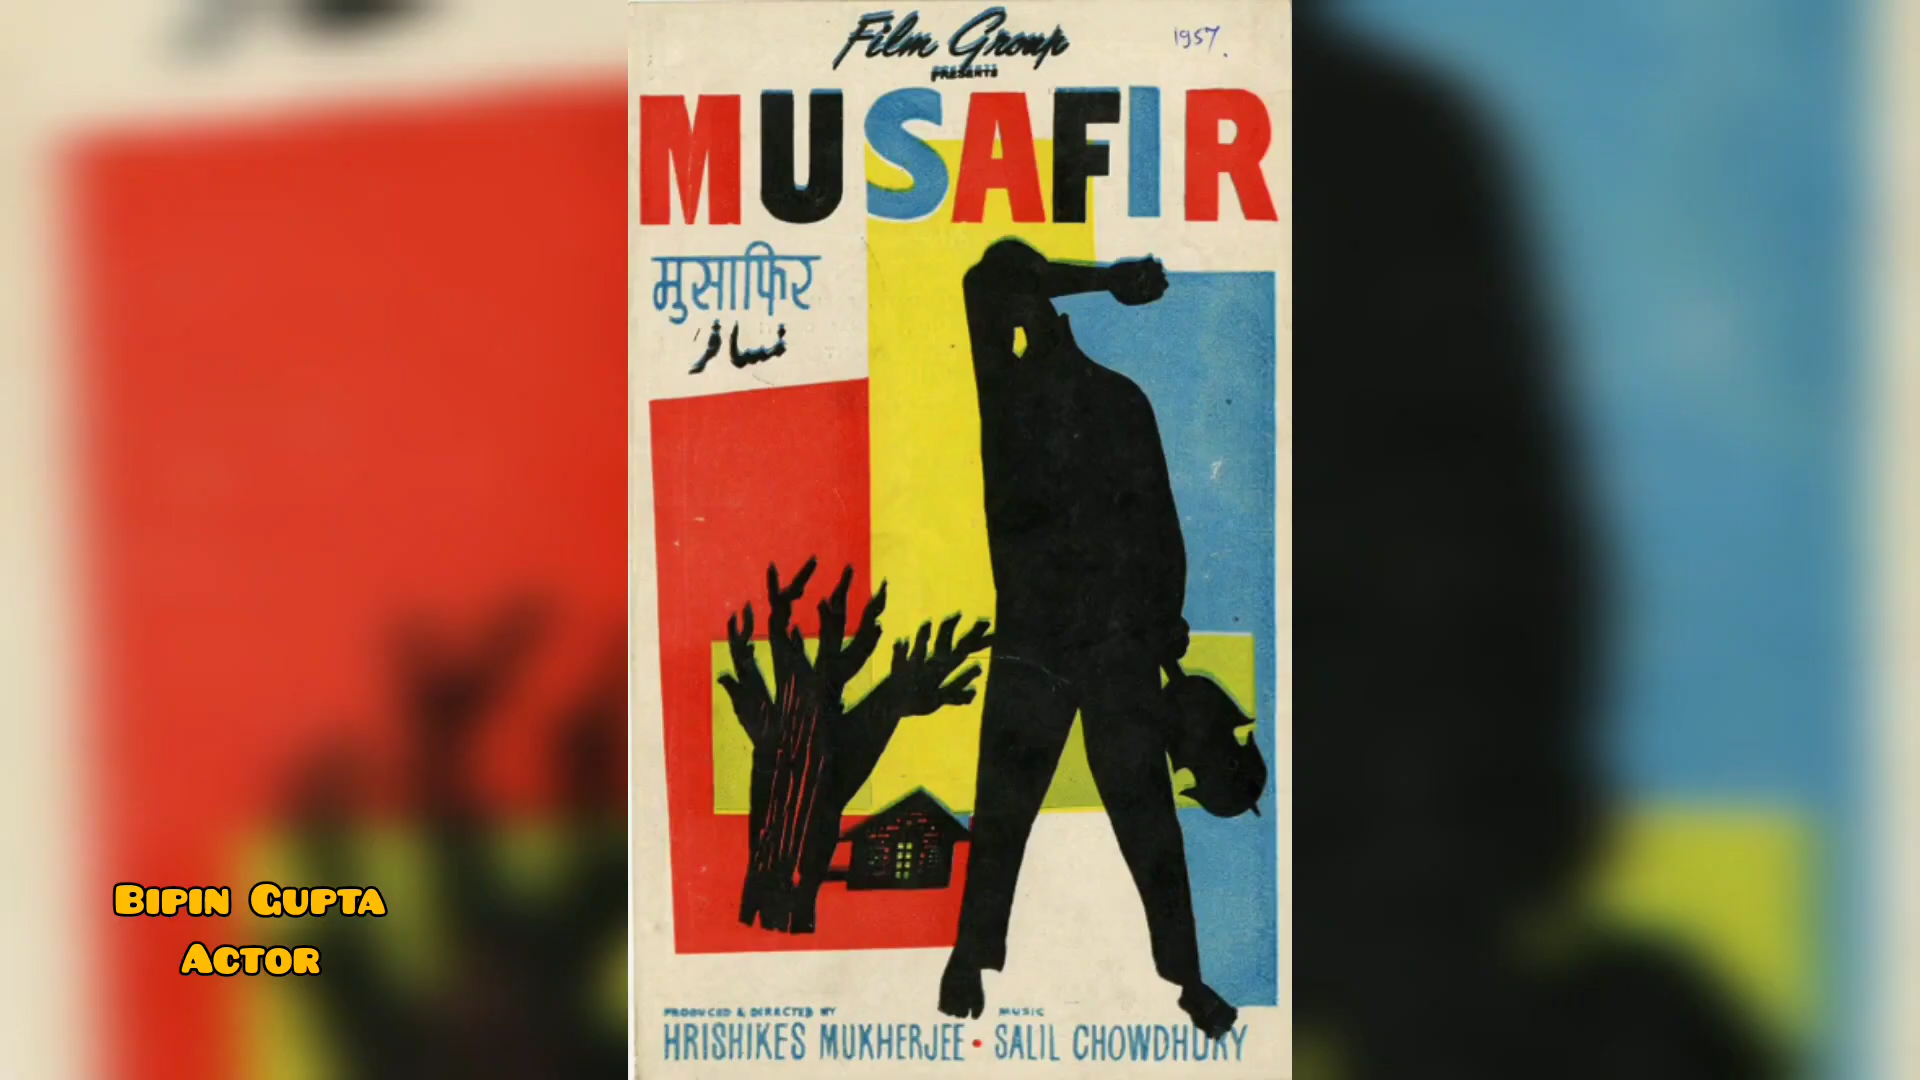 Film Group
PRESENTS
1957.
MUSAFIR
मुसाफिर
مسافر
PRODUCED & DIRECTED BY
HRISHIKES MUKHERJEE • 
MUSIC
SALIL CHOWDHURY
BIPIN GUPTA
ACTOR